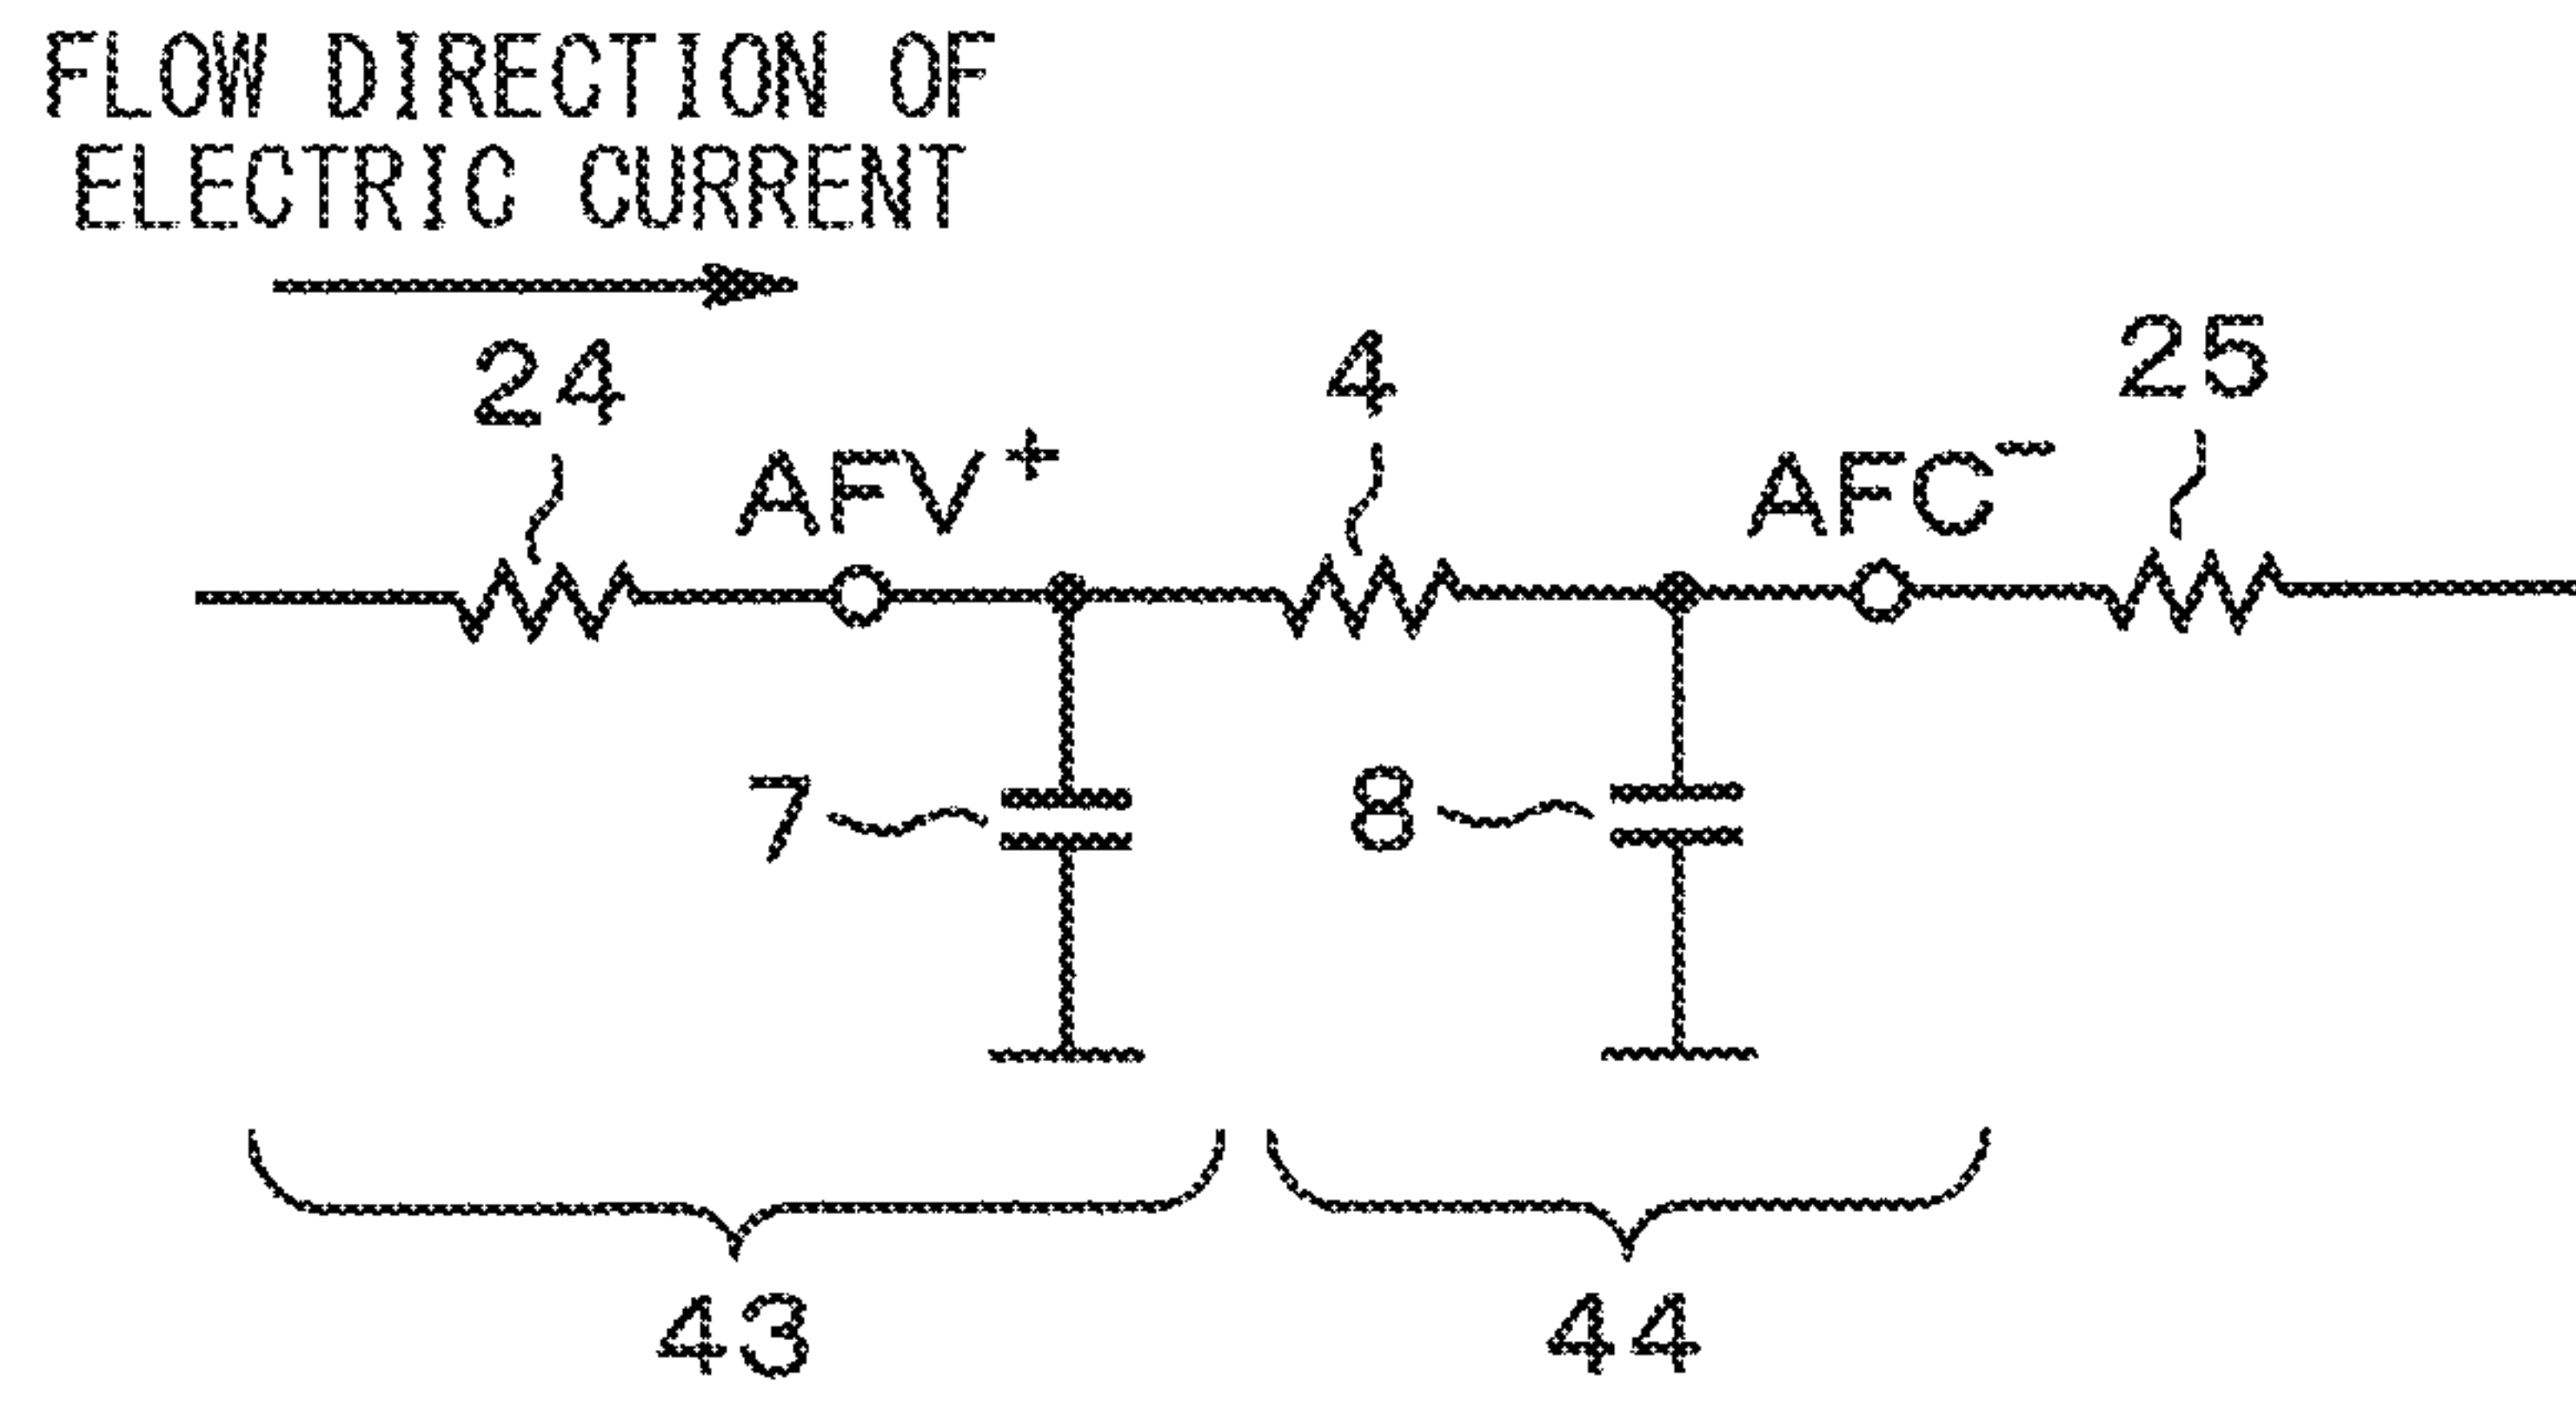 FLOW DIRECTION OF
ELECTRIC CURRENT
24
4
25
AFV+
AFC−
7
8
43
44